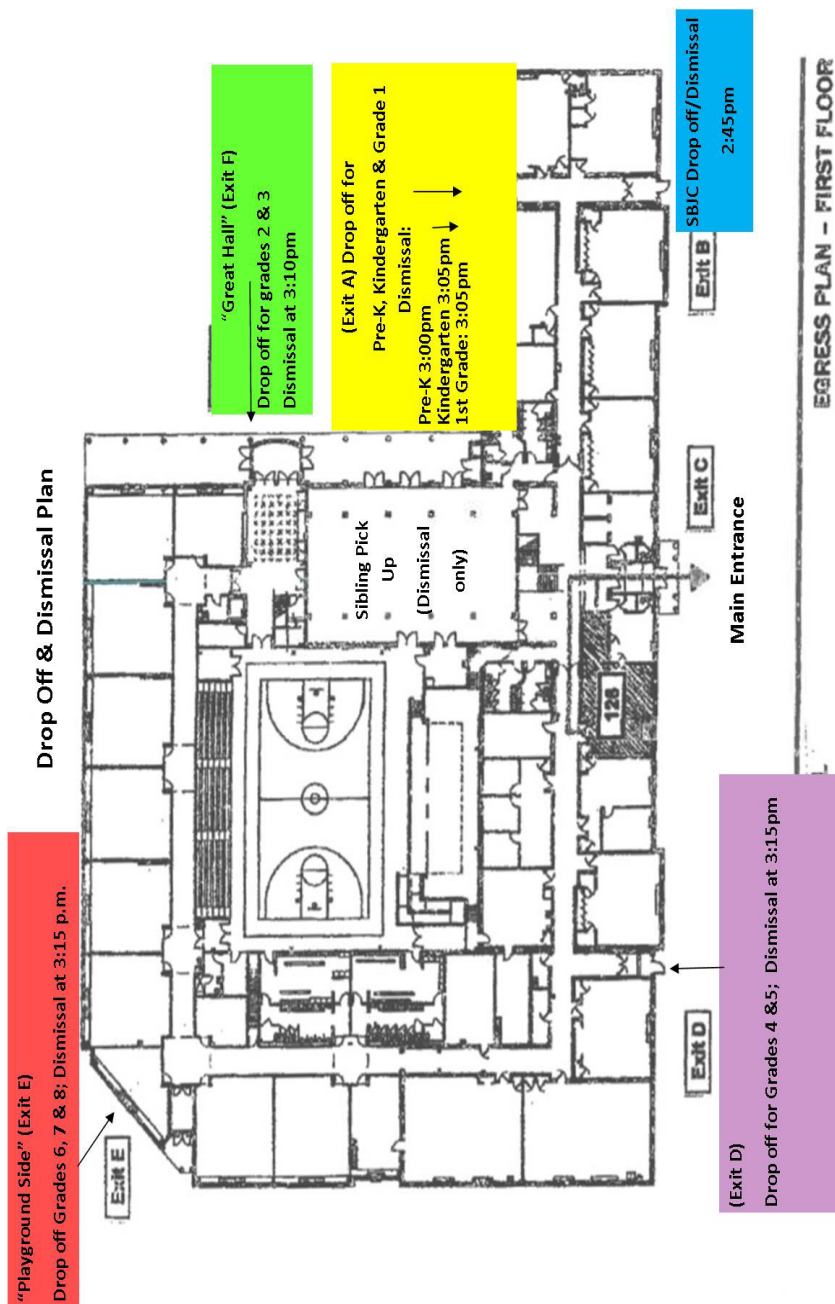 Drop Off & Dismissal Plan
“Playground Side” (Exit E)
Drop off Grades 6, 7 & 8; Dismissal at 3:15 p.m.
Exit E
“Great Hall” (Exit F)
Drop off for grades 2 & 3
Dismissal at 3:10pm
(Exit A) Drop off for
Pre-K, Kindergarten & Grade 1
Dismissal:
Pre-K 3:00pm
Kindergarten 3:05pm
1st Grade: 3:05pm
Sibling Pick
Up
(Dismissal
only)
128
Exit D
(Exit D)
Drop off for Grades 4 &5; Dismissal at 3:15pm
Main Entrance
Exit C
Exit B
SBJC Drop off/Dismissal
2:45pm
EGRESS PLAN – FIRST FLOOR